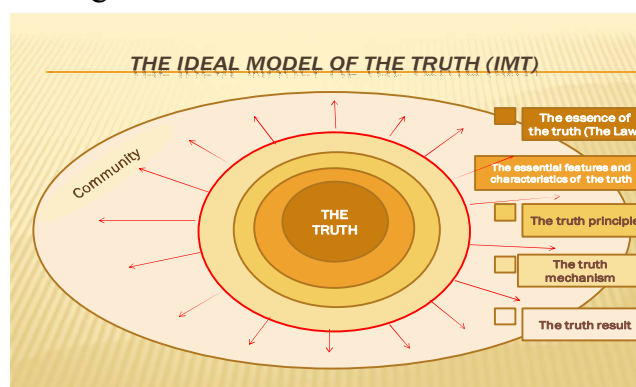 THE IDEAL MODEL OF THE TRUTH (IMT)
Community
THE
TRUTH
The essence of
the truth (The Law
The essential features and
characteristics of the truth
The truth principle
The truth
mechanism
The truth result